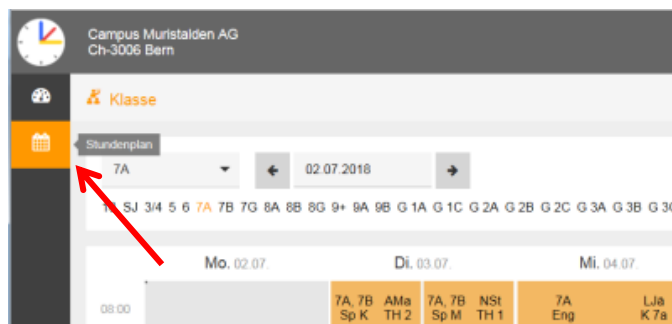 Campus Muristalden AG
Ch-3006 Bern
Klasse
Stundenplan
7A
02.07.2018
SJ 3/4 5 6 7A 7B 7G 8A 8B 8G 9+ 9A 9B G 1A G 1C G 2A G 2B G 2C G 3A G 3B G 3C
Mo. 02.07. Di. 03.07. Mi. 04.07.
08:00
7A, 7B AMa 7A, 7B NSt 7A LJa
Sp K TH 2 Sp M TH 1 Eng K 7a